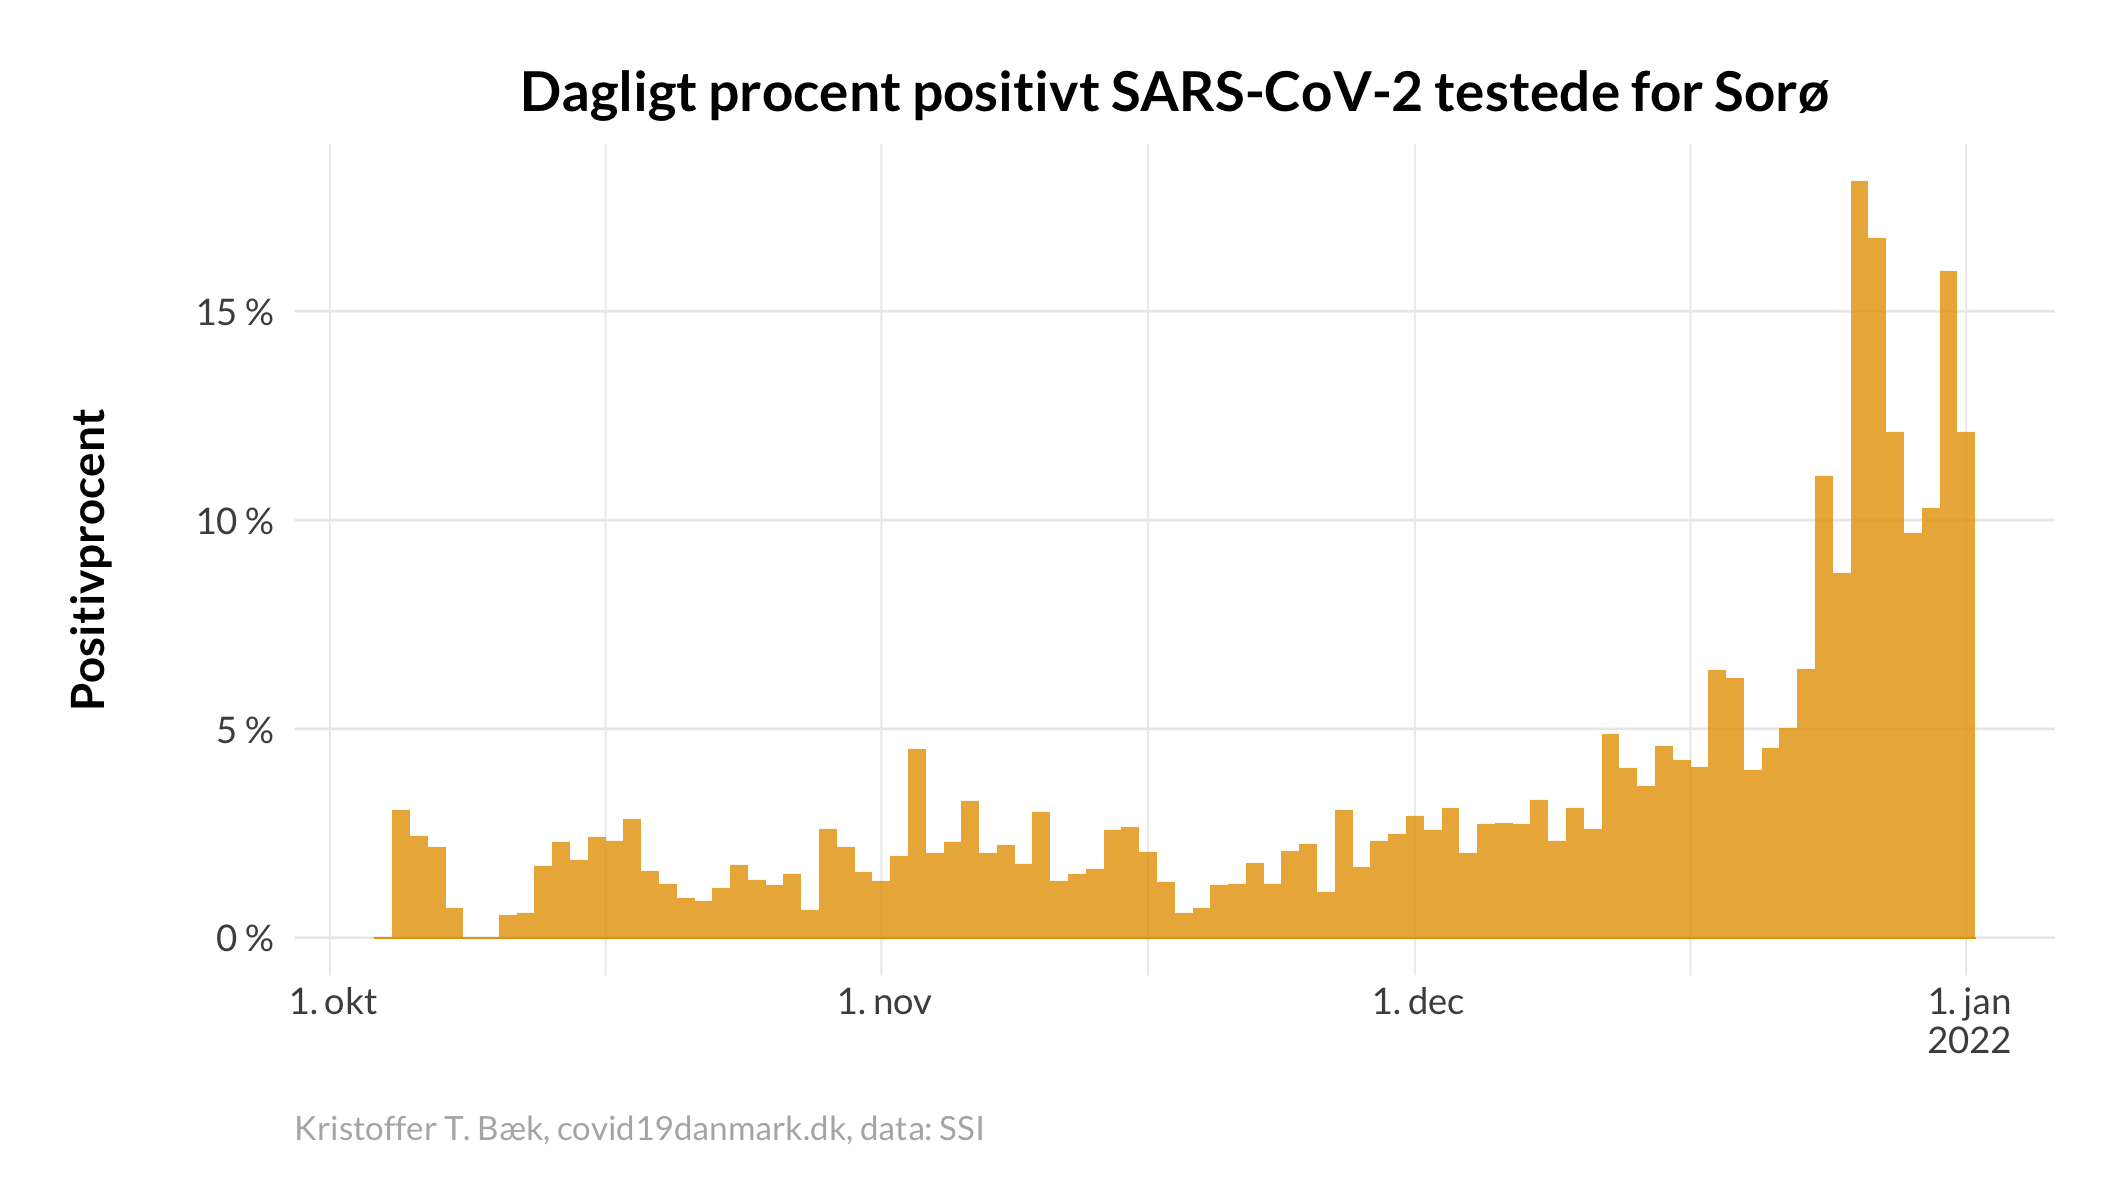 Dagligt procent positivt SARS-CoV-2 testede for Sorø
Positivprocent
15 %
10 %
5 %
0 %
1. okt
1. nov
1. dec
1. jan
2022
Kristoffer T. Bæk, covid19danmark.dk, data: SSI